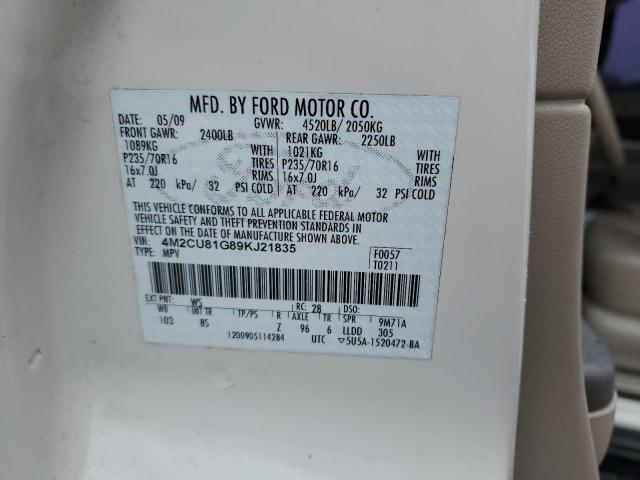 MFD. BY FORD MOTOR CO.
DATE: 05/09 GVWR: 4520LB/ 2050KG
FRONT GAWR: 2400LB REAR GAWR: 2250LB
1089KG WITH 1021KG WITH
P235/70R16 TIRES P235/70R16 TIRES
16x7.0J RIMS 16x7.0J RIMS
AT 220 kPa/ 32 PSI COLD AT 220 kPa/ 32 PSI COLD
THIS VEHICLE CONFORMS TO ALL APPLICABLE FEDERAL MOTOR
VEHICLE SAFETY AND THEFT PREVENTION STANDARDS IN
EFFECT ON THE DATE OF MANUFACTURE SHOWN ABOVE.
VIN: 4M2CU81G89KJ21835 F0057
TYPE: MPV T0211
EXT PNT: WS RC: 28 DSO:
WB INT TR TP/PS R AXLE TR SPR 9M71A
103 BS Z 96 6 LLDD 305
1200905114284 UTC ▽5U5A-1520472-BA